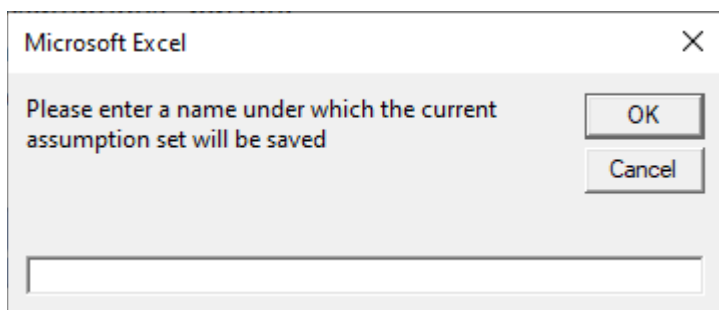 Microsoft Excel
Please enter a name under which the current
assumption set will be saved
OK
Cancel